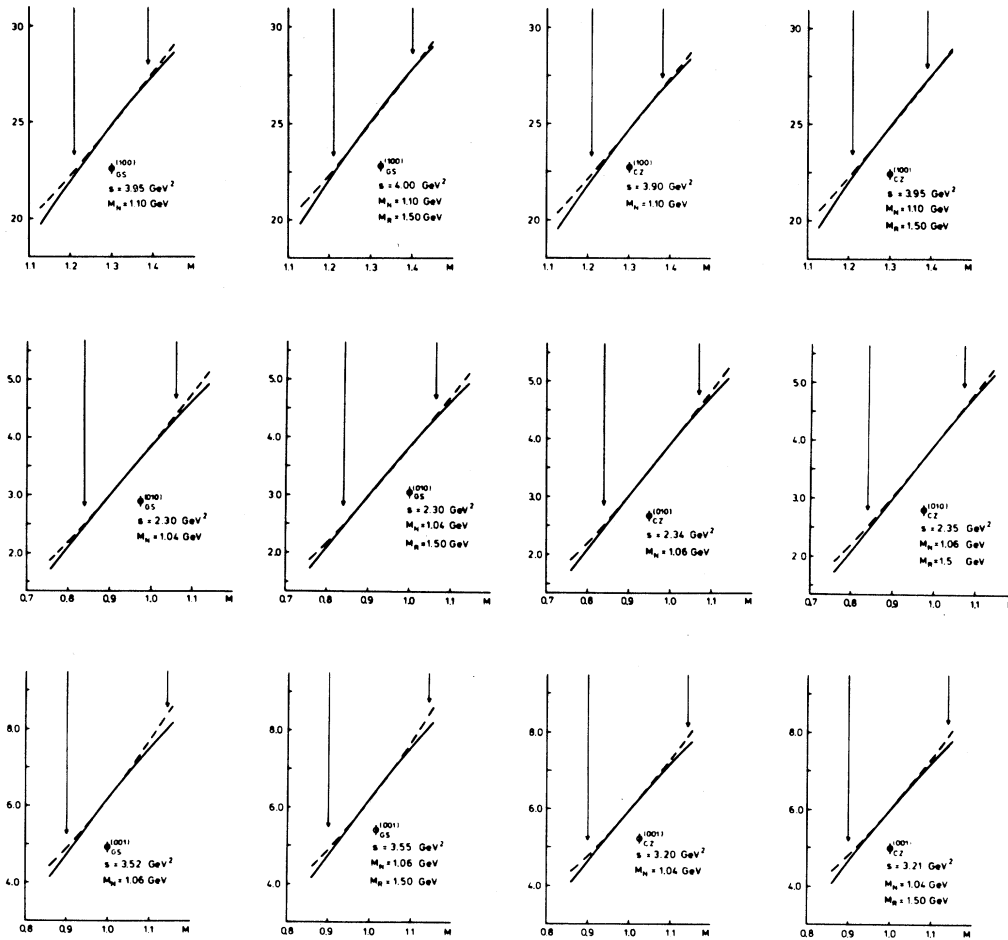 31
25
20
1.1 1.2 1.3 1.4 M
Φ(100)GS
s = 3.95 GeV²
M_N = 1.10 GeV
30
25
20
1.1 1.2 1.3 1.4 M
Φ(100)GS
s = 4.00 GeV²
M_N = 1.10 GeV
M_R = 1.50 GeV
30
25
20
1.1 1.2 1.3 1.4 M
Φ(100)CZ
s = 3.90 GeV²
M_N = 1.10 GeV
30
25
20
1.1 1.2 1.3 1.4 M
Φ(100)CZ
s = 3.95 GeV²
M_N = 1.10 GeV
M_R = 1.50 GeV
5.0
4.0
3.0
2.0
0.7 0.8 0.9 1.0 1.1 M
Φ(010)GS
s = 2.30 GeV²
M_N = 1.04 GeV
5.0
4.0
3.0
2.0
0.7 0.8 0.9 1.0 1.1 M
Φ(010)GS
s = 2.30 GeV²
M_N = 1.04 GeV
M_R = 1.50 GeV
5.0
4.0
3.0
2.0
0.7 0.8 0.9 1.0 1.1 M
Φ(010)CZ
s = 2.34 GeV²
M_N = 1.06 GeV
5.0
4.0
3.0
2 0
0.7 0.8 0.9 1.0 1.1
Φ(010)CZ
s = 2.35 GeV²
M_N = 1.06 GeV
M_R = 1.5 GeV
8.0
6.0
4.0
0.8 0.9 1.0 1.1 M
Φ(001)GS
s = 3.52 GeV²
M_N = 1.06 GeV
8.0
6.0
4.0
0.8 0.9 1.0 1.1 M
Φ(001)GS
s = 3.55 GeV²
M_N = 1.06 GeV
M_R = 1.50 GeV
8.0
6.0
4.0
0.8 0.9 1.0 1.1 M
Φ(001)CZ
s = 3.20 GeV²
M_N = 1.04 GeV
8.0
6.0
4.0
0.8 0.9 1.0 1.1 M
Φ(001)CZ
s = 3.21 GeV²
M_N = 1.04 GeV
M_R = 1.50 GeV